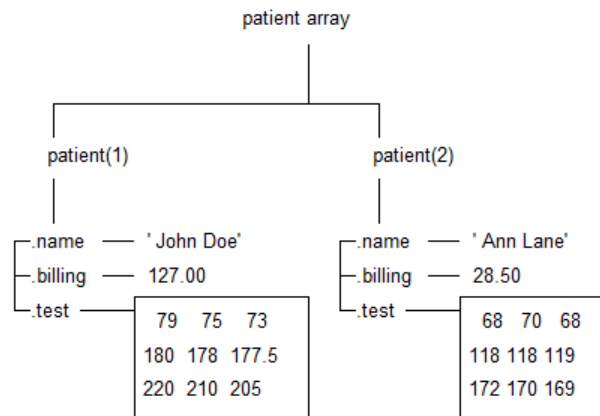 patient array
patient(1)
.name ' John Doe'
.billing 127.00
.test
79 75 73
180 178 177.5
220 210 205
patient(2)
.name ' Ann Lane'
.billing 28.50
.test
68 70 68
118 118 119
172 170 169